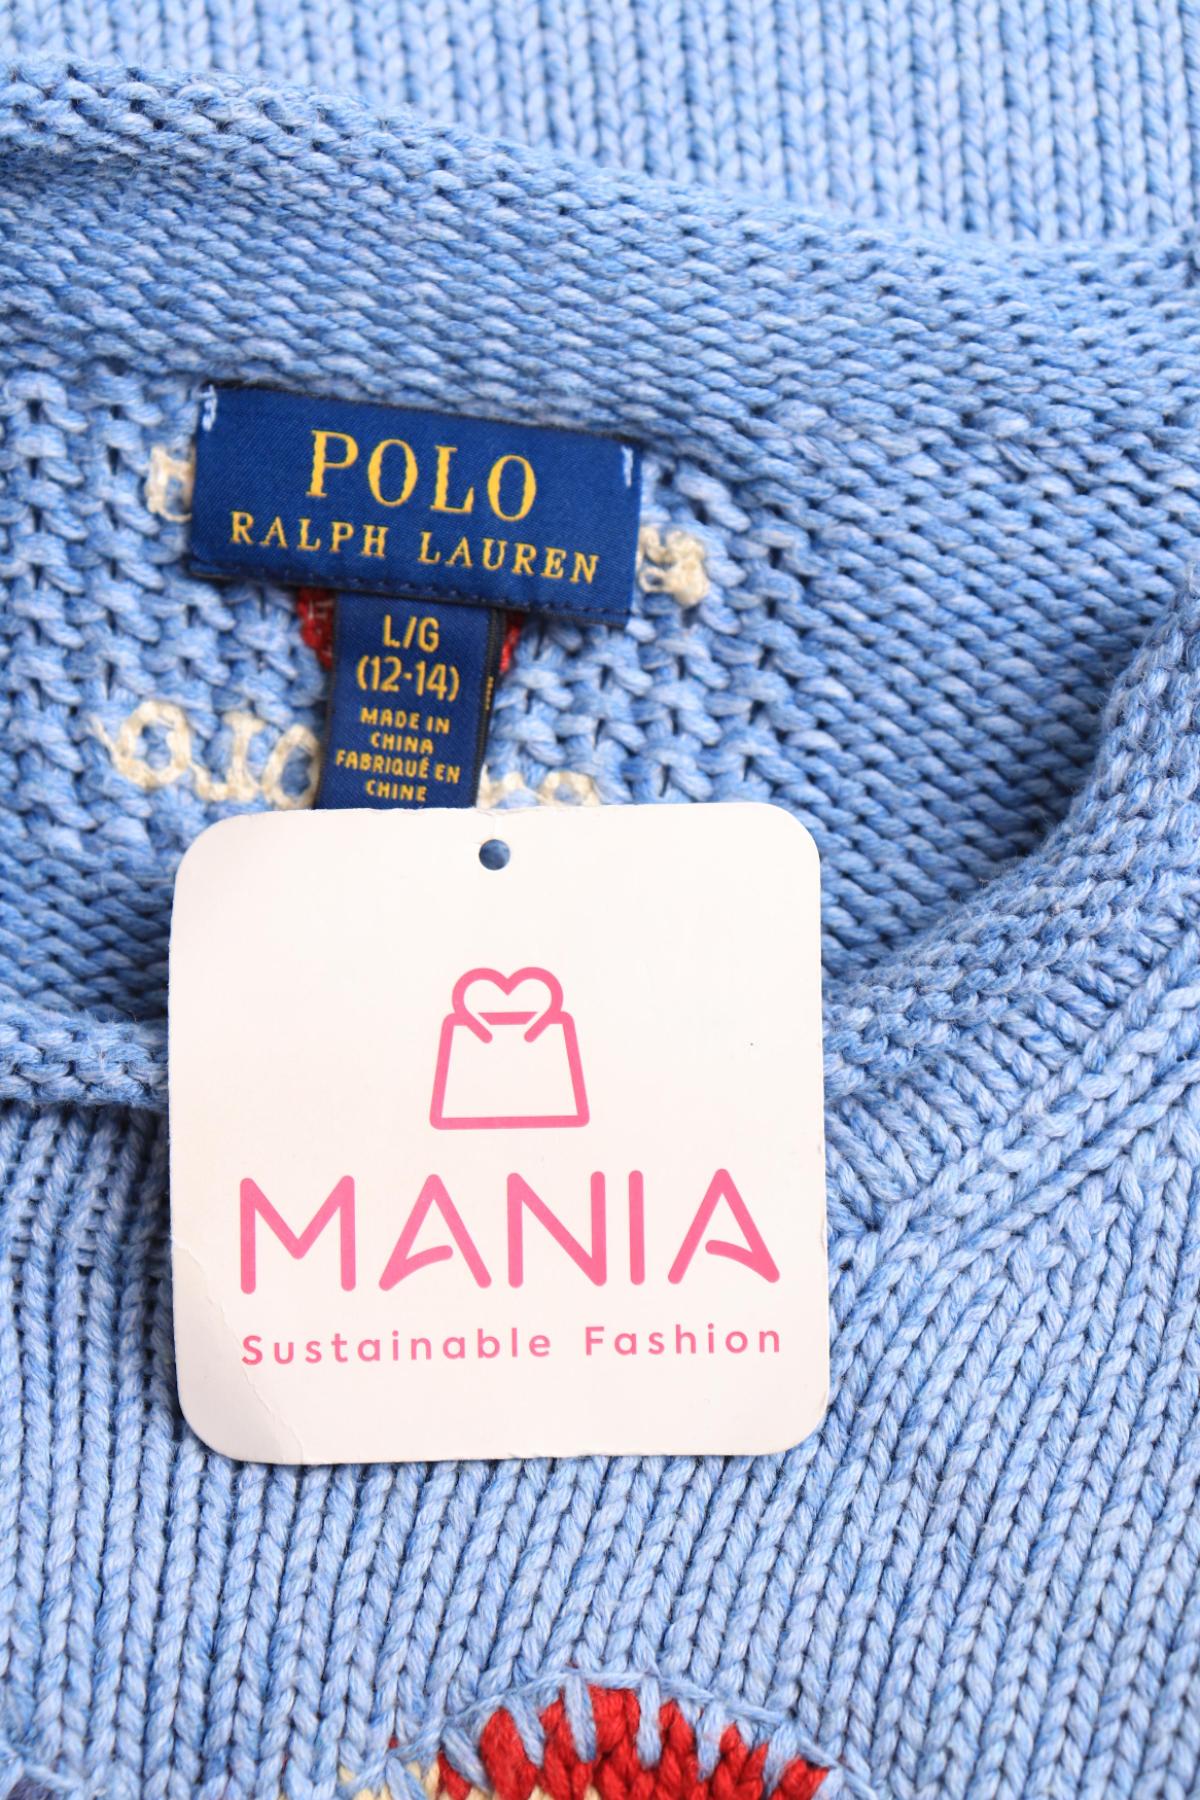 POLO
RALPH LAUREN
L/G
(12-14)
MADE IN
CHINA
FABRIQUÉ EN
CHINE
MANIA
Sustainable Fashion